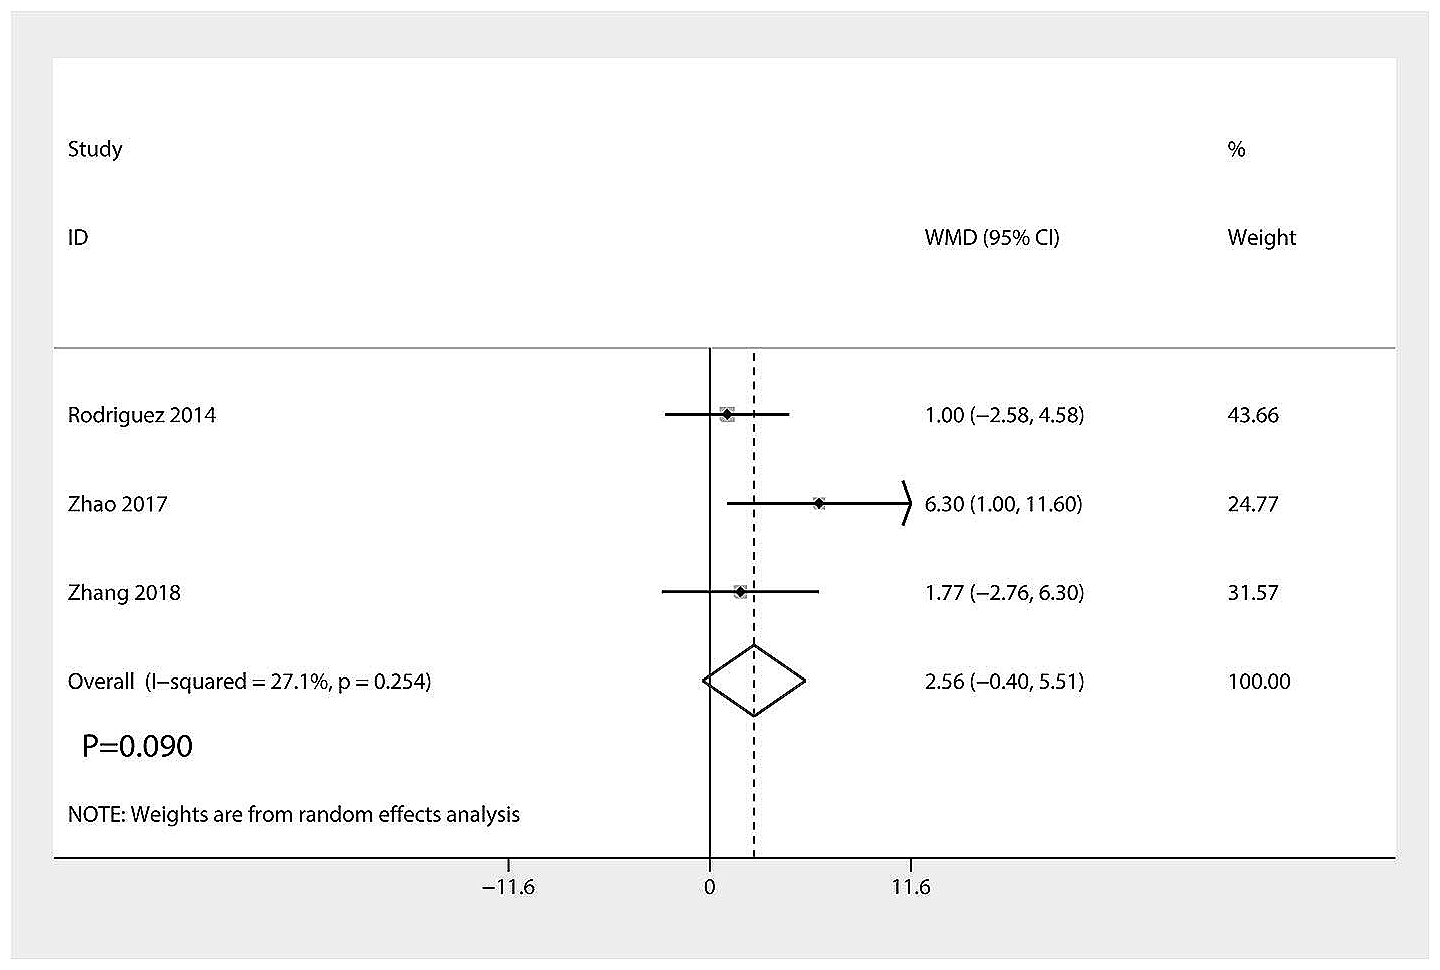 Study %
ID WMD (95% CI) Weight
Rodriguez 2014 1.00 (−2.58, 4.58) 43.66
Zhao 2017 6.30 (1.00, 11.60) 24.77
Zhang 2018 1.77 (−2.76, 6.30) 31.57
Overall (I−squared = 27.1%, p = 0.254) 2.56 (−0.40, 5.51) 100.00
P=0.090
NOTE: Weights are from random effects analysis
−11.6 0 11.6